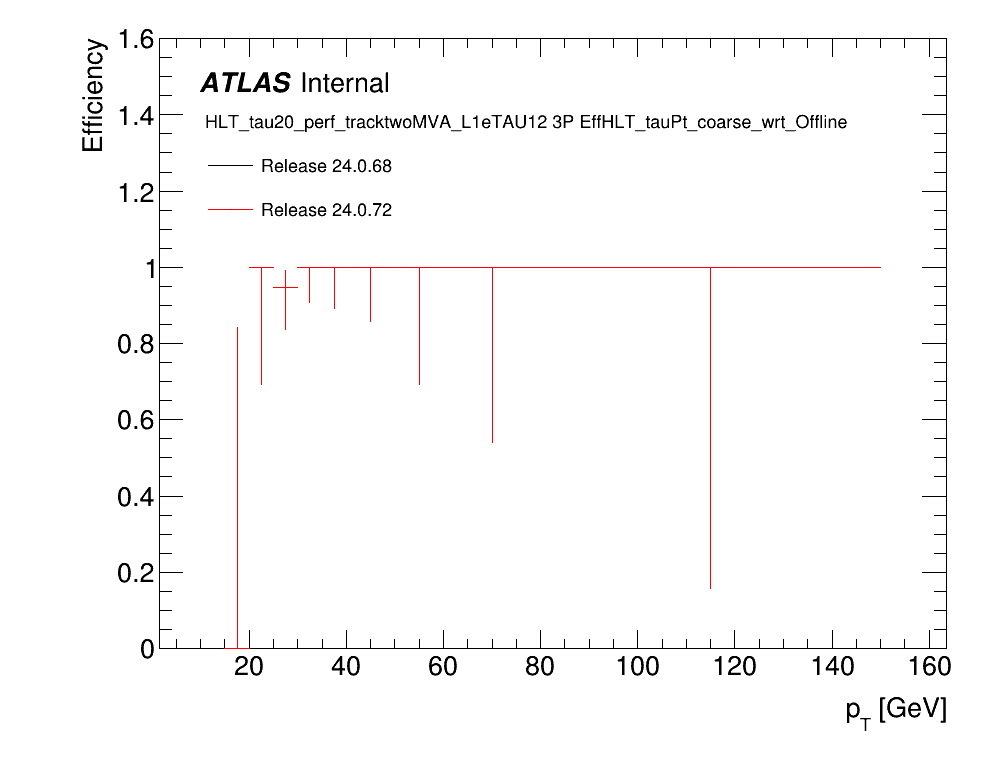 1.6
1.4
1.2
1
0.8
0.6
0.4
0.2
0
Efficiency
ATLAS Internal
HLT_tau20_perf_tracktwoMVA_L1eTAU12 3P EffHLT_tauPt_coarse_wrt_Offline
Release 24.0.68
Release 24.0.72
20 40 60 80 100 120 140 160
p_T [GeV]